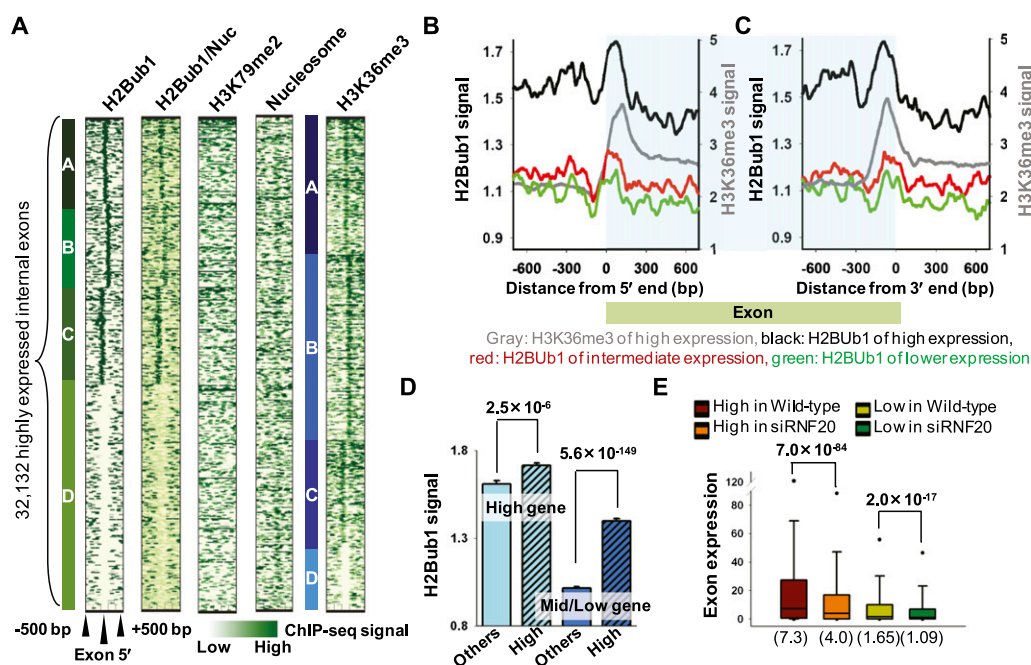 A
H2Bub1
H2Bub1/Nuc
H3K79me2
Nucleosome
H3K36me3
32,132 highly expressed internal exons
A
B
C
D
A
B
C
D
-500 bp
+500 bp
Exon 5′
ChIP-seq signal
Low
High
B
H2Bub1 signal
1.7
1.5
1.3
1.1
0.9
5
4
3
2
1
H3K36me3 signal
-700
-300
0
300
600
Distance from 5′ end (bp)
C
H2Bub1 signal
1.7
1.5
1.3
1.1
0.9
5
4
3
2
1
H3K36me3 signal
-600
-300
0
300
600
Distance from 3′ end (bp)
Exon
Gray: H3K36me3 of high expression, black: H2BUb1 of high expression,
red: H2BUb1 of intermediate expression, green: H2BUb1 of lower expression
D
2.5× 10⁻⁶
5.6× 10⁻¹⁴⁹
H2Bub1 signal
1.8
1.3
0.8
High gene
Mid/Low gene
Others
High
Others
High
E
High in Wild-type
Low in Wild-type
High in siRNF20
Low in siRNF20
7.0× 10⁻⁸⁴
2.0× 10⁻¹⁷
Exon expression
120
60
40
20
0
(7.3)
(4.0)
(1.65)
(1.09)